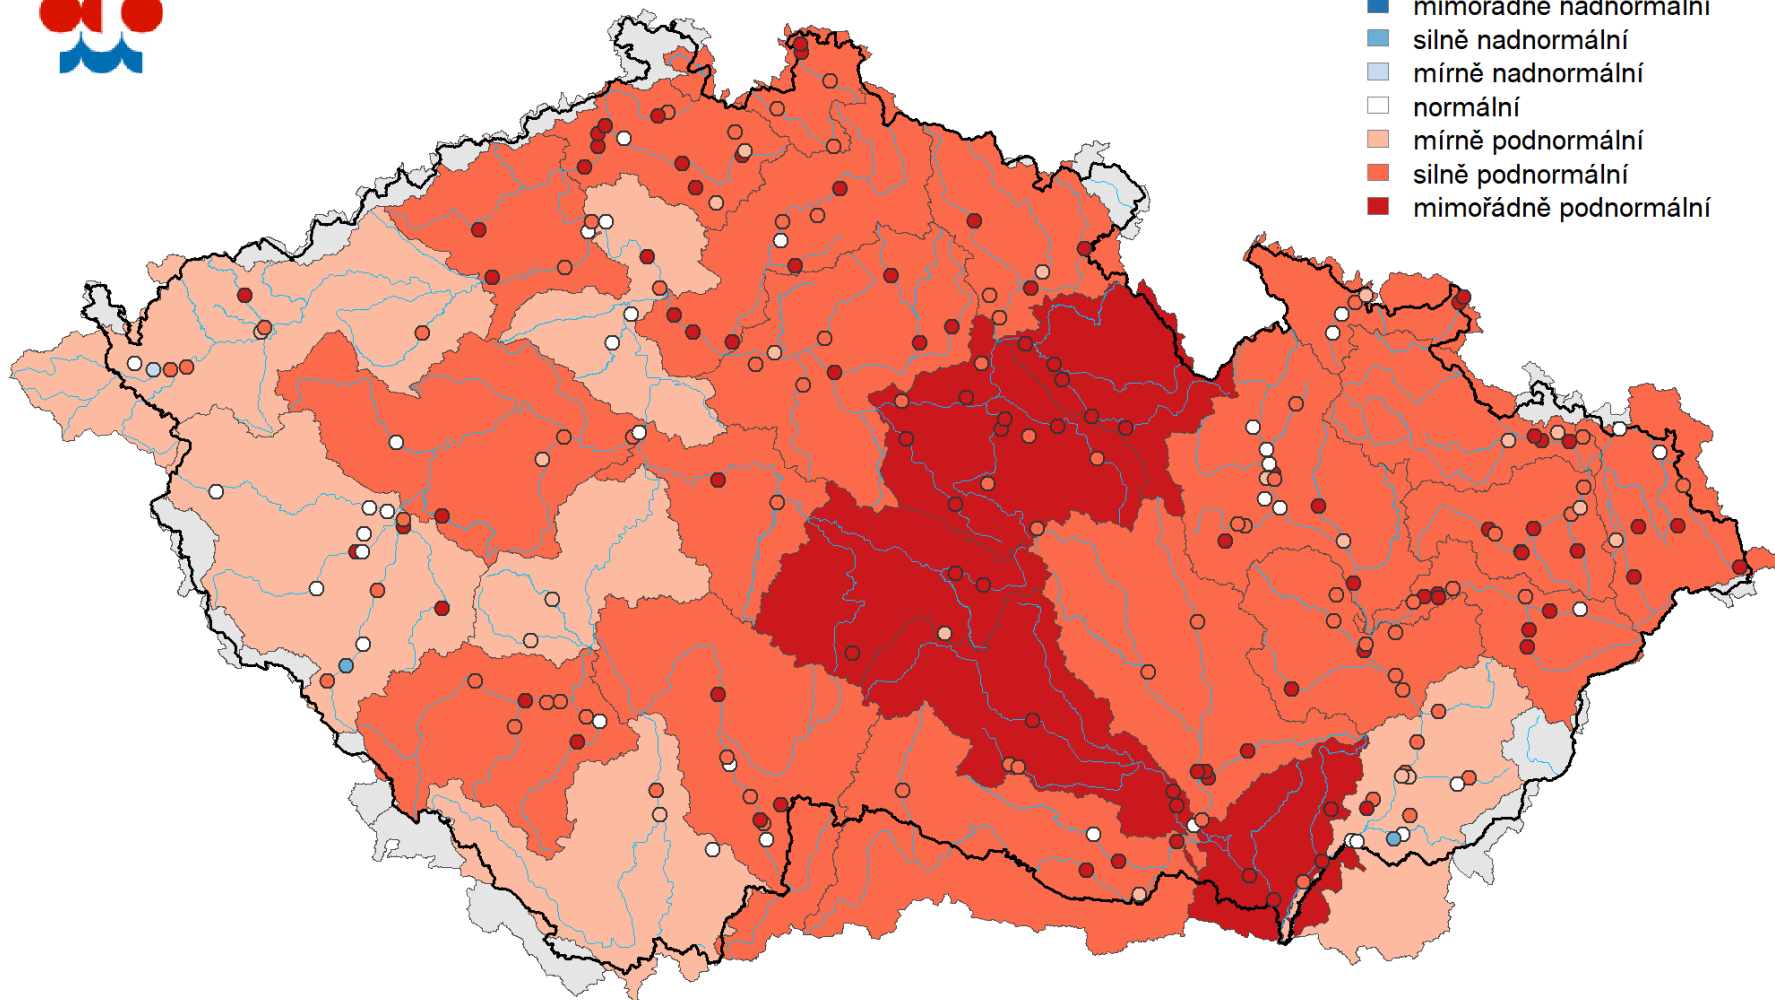 mimořádně nadnormální
silně nadnormální
mírně nadnormální
normální
mírně podnormální
silně podnormální
mimořádně podnormální